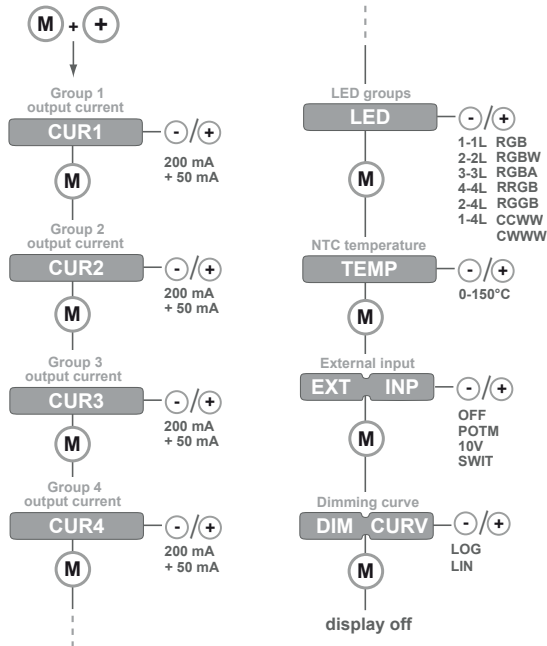 M + +
Group 1
output current
CUR1
- / +
200 mA
+ 50 mA
M
Group 2
output current
CUR2
- / +
200 mA
+ 50 mA
M
Group 3
output current
CUR3
- / +
200 mA
+ 50 mA
M
Group 4
output current
CUR4
- / +
200 mA
+ 50 mA
M
LED groups
LED
- / +
1-1L RGB
2-2L RGBW
3-3L RGBA
4-4L RRGB
2-4L RGGB
1-4L CCWW
CWWW
M
NTC temperature
TEMP
- / +
0-150°C
M
External input
EXT INP
- / +
OFF
POTM
10V
SWIT
M
Dimming curve
DIM CURV
- / +
LOG
LIN
M
display off